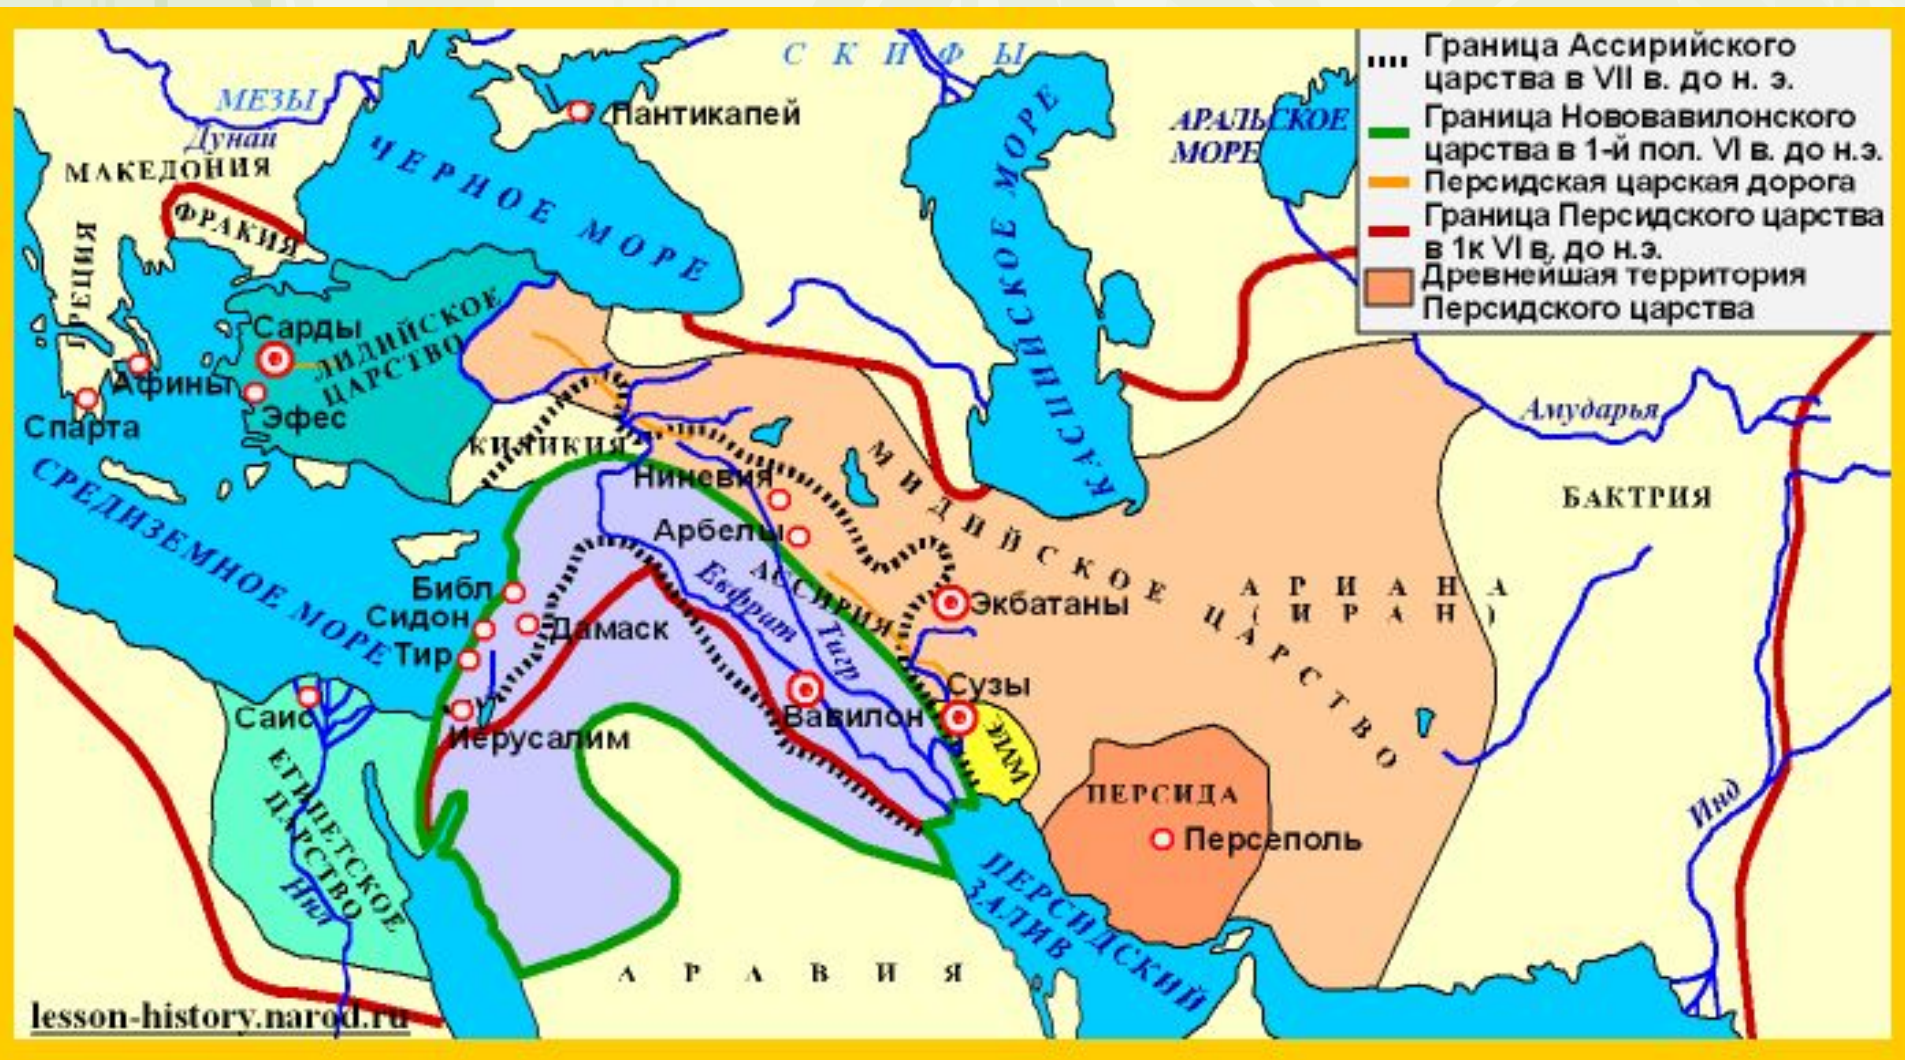 С К И Ф Ы
МЕЗЫ
Дунай
Пантикапей
МАКЕДОНИЯ
ФРАКИЯ
ЧЕРНОЕ МОРЕ
КАСПИЙСКОЕ МОРЕ
АРАЛЬСКОЕ
МОРЕ
Граница Ассирийского
царства в VII в. до н. э.
Граница Нововавилонского
царства в 1-й пол. VI в. до н.э.
Персидская царская дорога
Граница Персидского царства
в 1к VI в. до н.э.
Древнейшая территория
Персидского царства
ГРЕЦИЯ
Сарды
ЛИДИЙСКОЕ
ЦАРСТВО
Афины
Эфес
Спарта
КИЛИКИЯ
Амударья
БАКТРИЯ
СРЕДИЗЕМНОЕ МОРЕ
Ниневия
Арбелы
МИДИЙСКОЕ ЦАРСТВО
АССИРИЯ
Евфрат
Тигр
Библ
Сидон
Дамаск
Тир
Экбатаны
А Р И А Н А
( И Р А Н )
Саис
Иерусалим
Вавилон
Сузы
ЭЛАМ
ЕГИПЕТСКОЕ
ЦАРСТВО
Нил
ПЕРСИДА
Персеполь
Инд
ПЕРСИДСКИЙ
ЗАЛИВ
А Р А В И Я
lesson-history.narod.ru